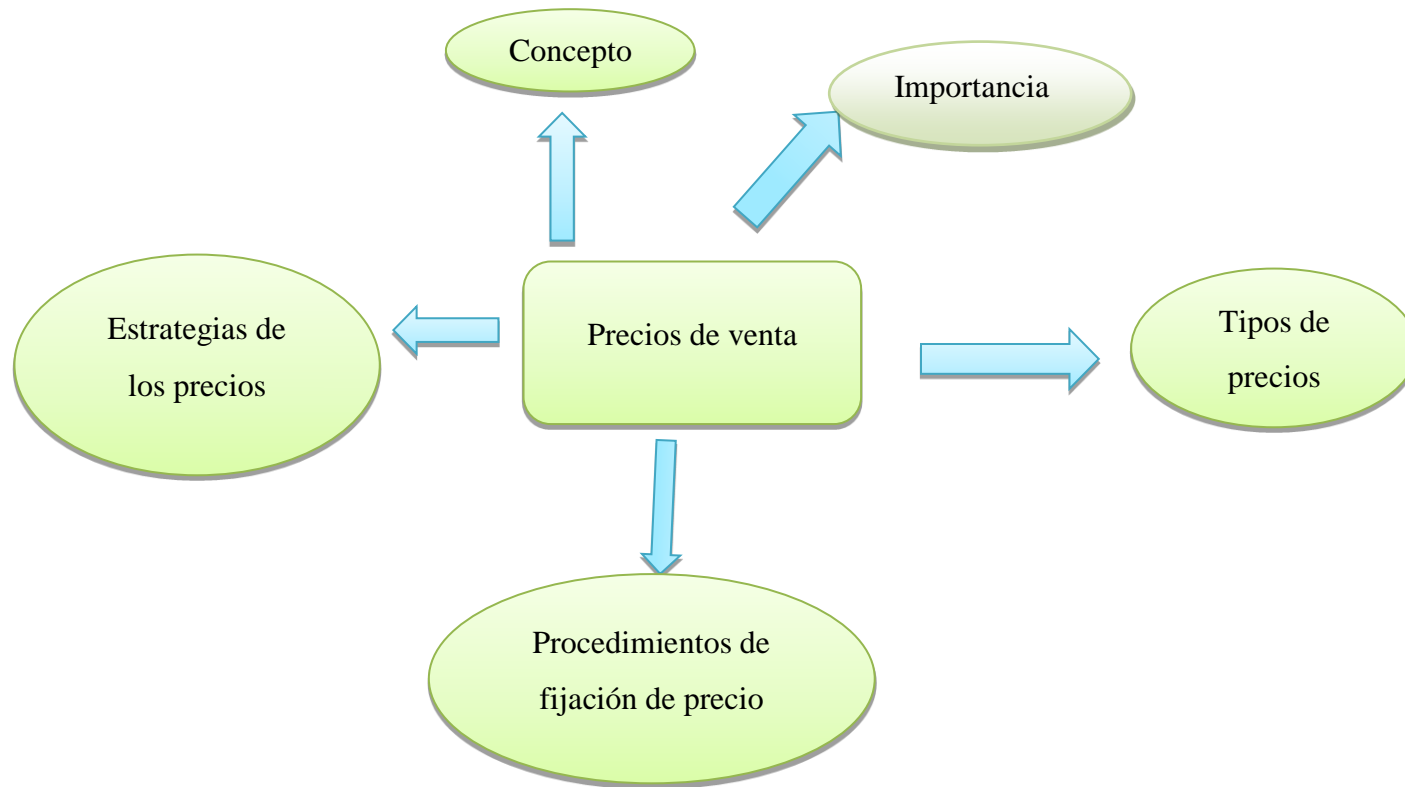 Concepto
Importancia
Estrategias de
los precios
Precios de venta
Tipos de
precios
Procedimientos de
fijación de precio